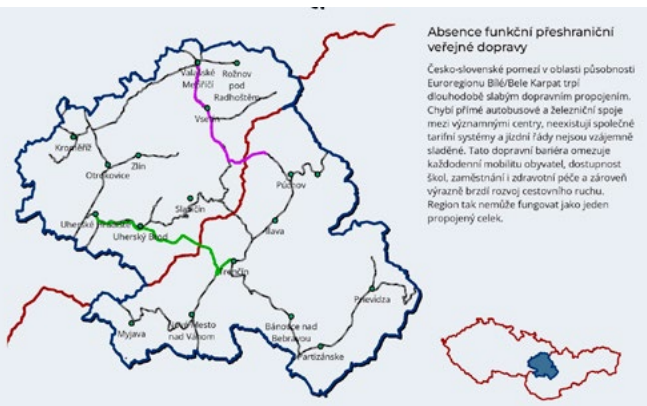 Absence funkční přeshraniční
veřejné dopravy
Česko-slovenské pomezí v oblasti působnosti
Euroregionu Bílé/Bele Karpat trpí
dlouhodobě slabým dopravním propojením.
Chybí přímé autobusové a železniční spoje
mezi významnými centry, neexistují společné
tarifní systémy a jízdní řády nejsou vzájemně
sladěné. Tato dopravní bariéra omezuje
každodenní mobilitu obyvatel, dostupnost
škol, zaměstnání i zdravotní péče a zároveň
výrazně brzdí rozvoj cestovního ruchu.
Region tak nemůže fungovat jako jeden
propojený celek.
Valašské
Meziříčí
Rožnov
pod
Radhoštěm
Vsetín
Kroměříž
Zlín
Otrokovice
Púchov
Slavičín
Uherské Hradiště
Uherský Brod
Ilava
Trenčín
Prievidza
Myjava
Nové Mesto
nad Váhom
Bánovce nad
Bebravou
Partizánske